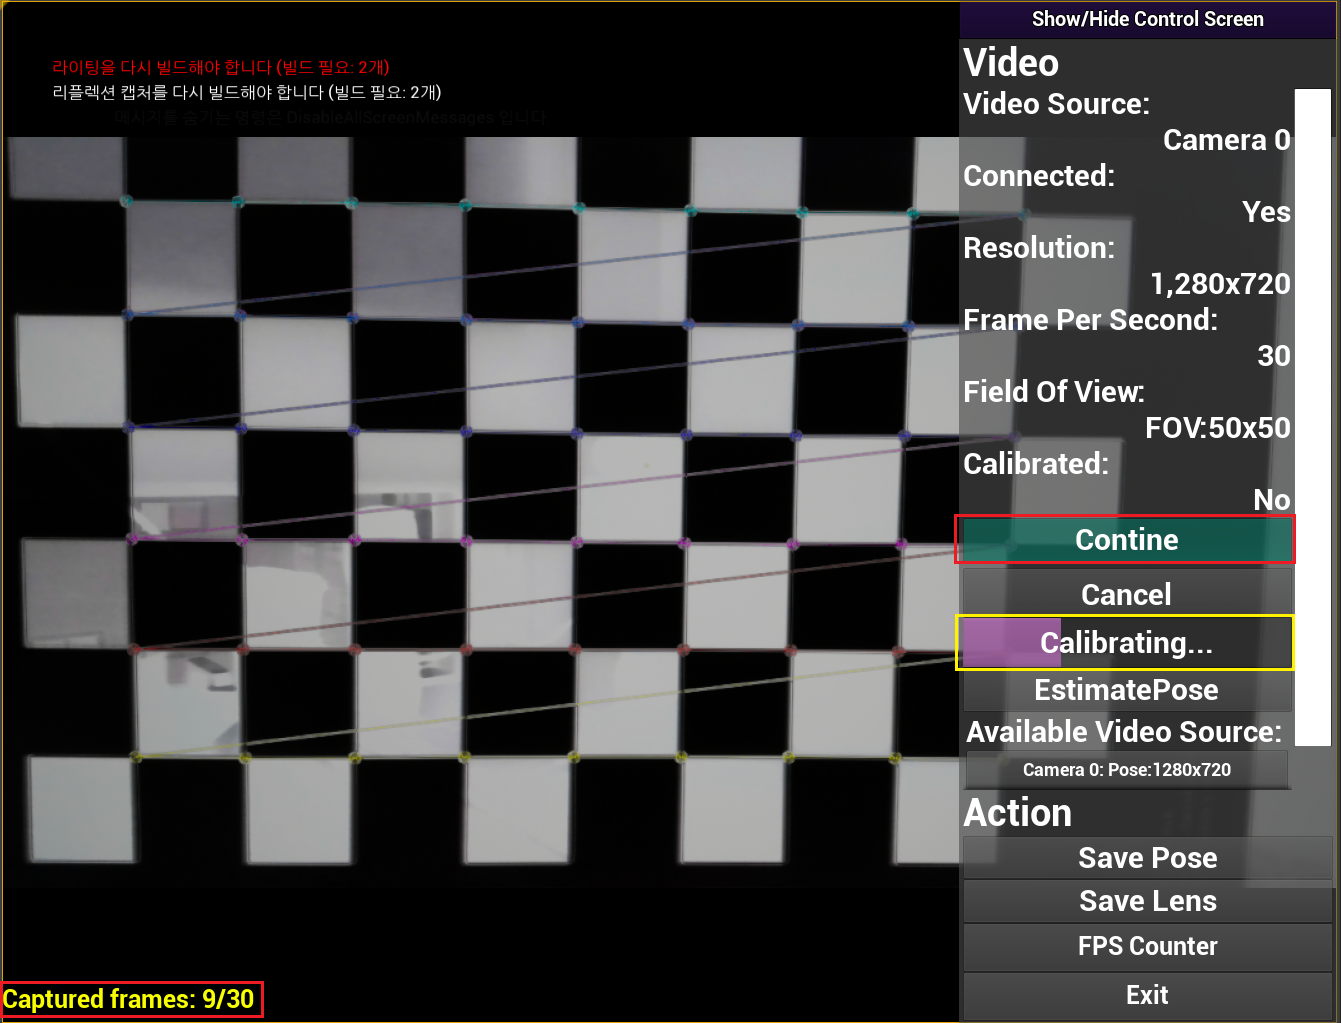 Show/Hide Control Screen
라이팅을 다시 빌드해야 합니다 (빌드 필요: 2개)
리플렉션 캡처를 다시 빌드해야 합니다 (빌드 필요: 2개)
메시지를 숨기는 명령은 DisableAllScreenMessages 입니다
Video
Video Source:
Camera 0
Connected:
Yes
Resolution:
1,280x720
Frame Per Second:
30
Field Of View:
FOV:50x50
Calibrated:
No
Contine
Cancel
Calibrating...
EstimatePose
Available Video Source:
Camera 0: Pose:1280x720
Action
Save Pose
Save Lens
FPS Counter
Exit
Captured frames: 9/30